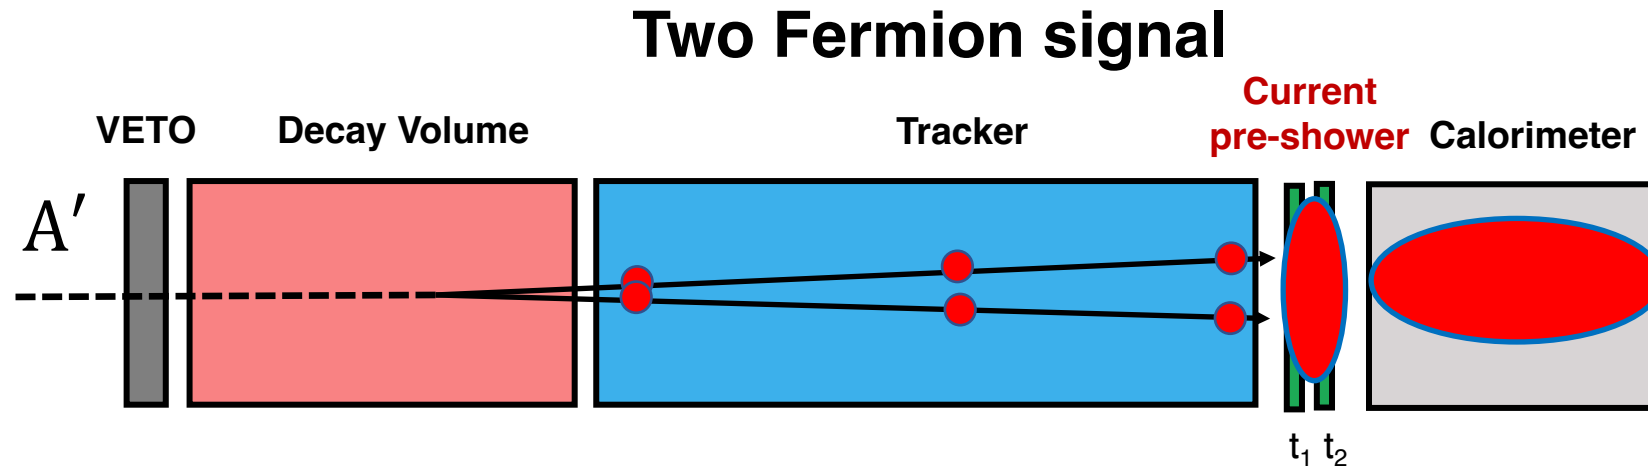 Two Fermion signal
Current
pre-shower
VETO
Decay Volume
Tracker
Calorimeter
A′
t₁ t₂